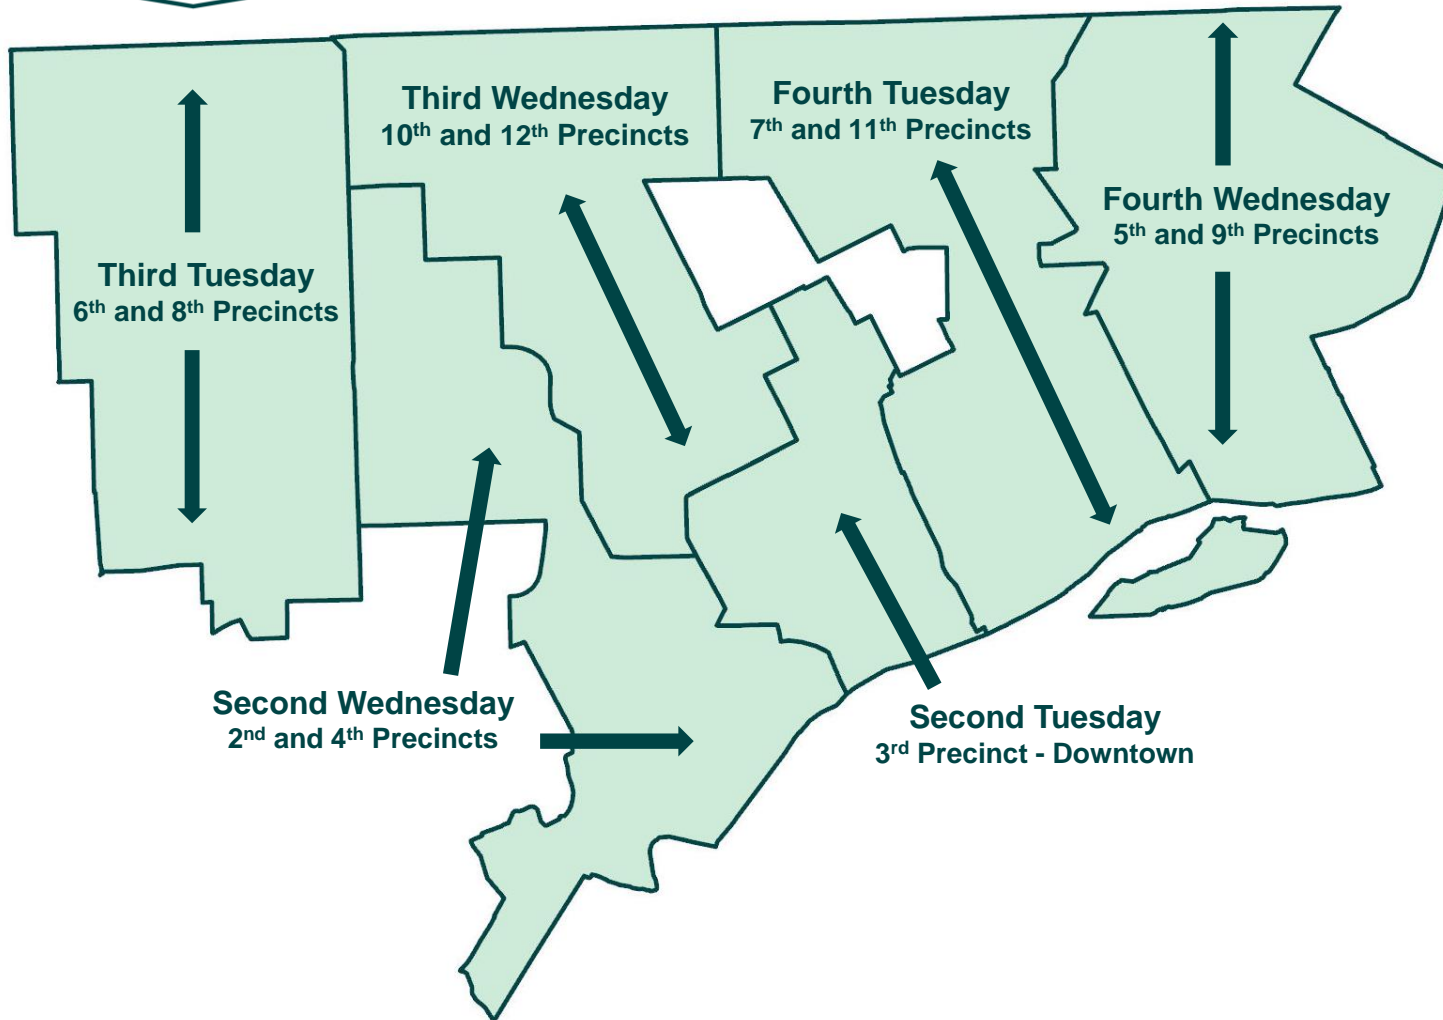 Third Wednesday
10th and 12th Precincts
Fourth Tuesday
7th and 11th Precincts
Fourth Wednesday
5th and 9th Precincts
Third Tuesday
6th and 8th Precincts
Second Wednesday
2nd and 4th Precincts
Second Tuesday
3rd Precinct - Downtown